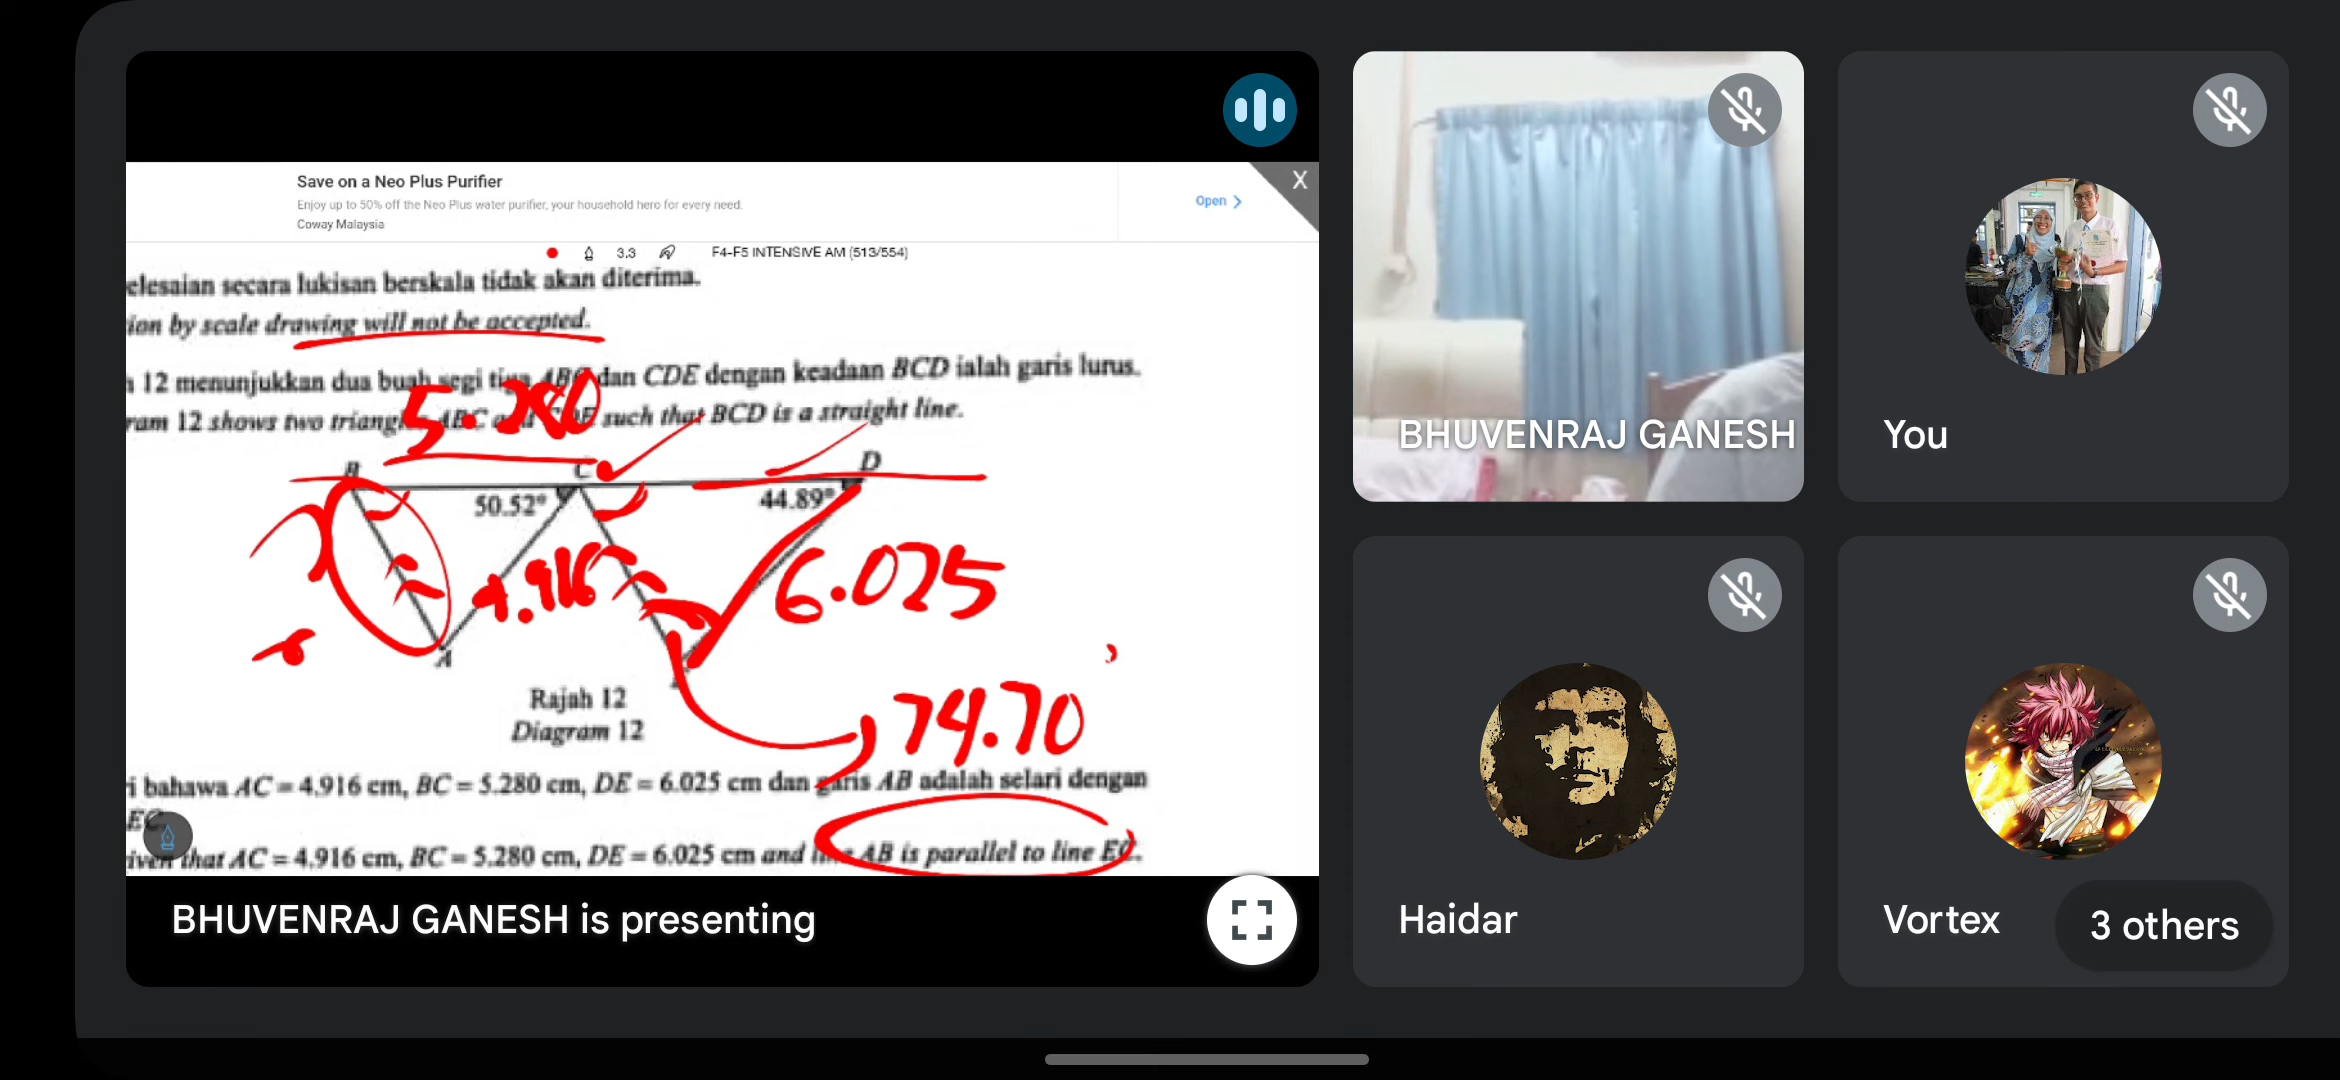 Save on a Neo Plus Purifier
Enjoy up to 50% off the Neo Plus water purifier, your household hero for every need.
Coway Malaysia
Open
X
3.3 F4-F5 INTENSIVE AM (513/554)
elesaian secara lukisan berskala tidak akan diterima.
ion by scale drawing will not be accepted.
12 menunjukkan dua buah segi tiga ABC dan CDE dengan keadaan BCD ialah garis lurus.
ram 12 shows two triangles ABC and CDE such that BCD is a straight line.
5.280
B C D
50.52° 44.89°
4.916 6.025
A
74.70
Rajah 12
Diagram 12
i bahawa AC = 4.916 cm, BC = 5.280 cm, DE = 6.025 cm dan garis AB adalah selari dengan
EC.
iven that AC = 4.916 cm, BC = 5.280 cm, DE = 6.025 cm and line AB is parallel to line EC.
BHUVENRAJ GANESH is presenting
BHUVENRAJ GANESH
You
Haidar
Vortex
3 others